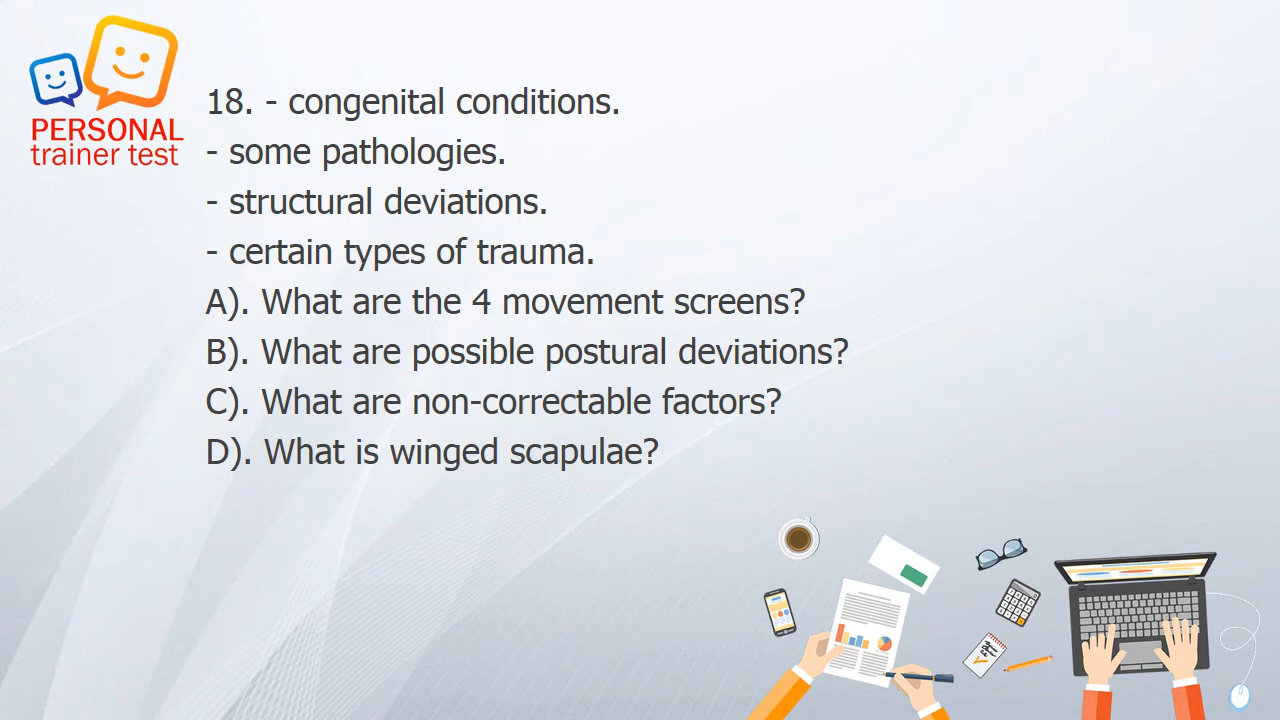 PERSONAL
trainer test
18. - congenital conditions.
- some pathologies.
- structural deviations.
- certain types of trauma.
A). What are the 4 movement screens?
B). What are possible postural deviations?
C). What are non-correctable factors?
D). What is winged scapulae?